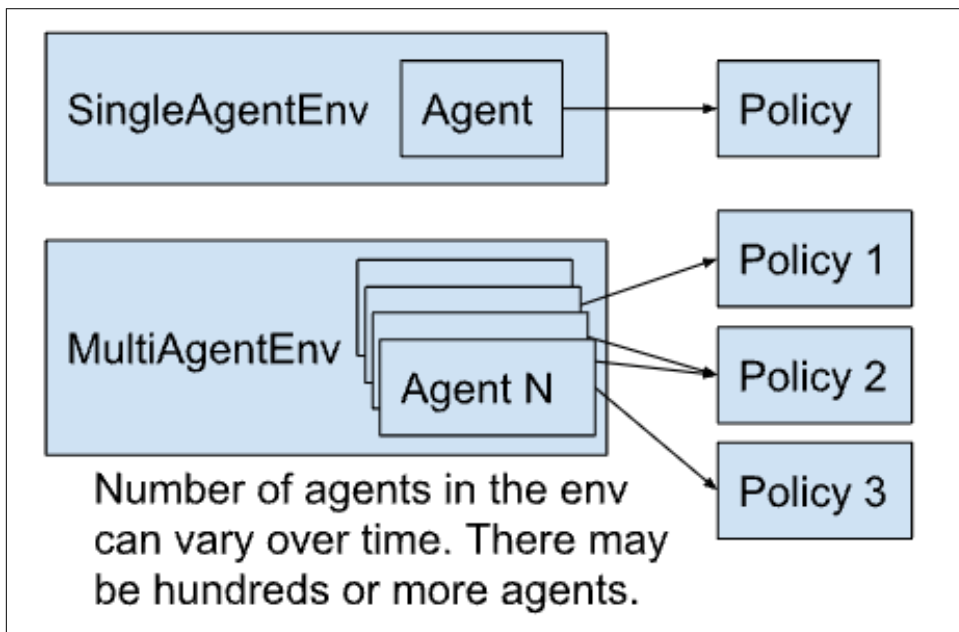 SingleAgentEnv
Agent
Policy
MultiAgentEnv
Agent N
Policy 1
Policy 2
Policy 3
Number of agents in the env
can vary over time. There may
be hundreds or more agents.